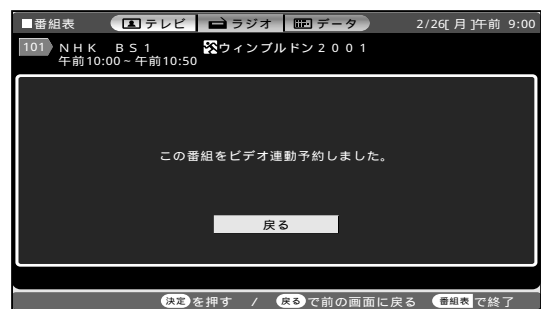 ■番組表 テレビ ラジオ データ 2/26[月]午前 9:00
101 NHK BS1 ウィンブルドン2001
午前10:00~午前10:50
この番組をビデオ連動予約しました。
戻る
決定を押す / 戻るで前の画面に戻る 番組表で終了